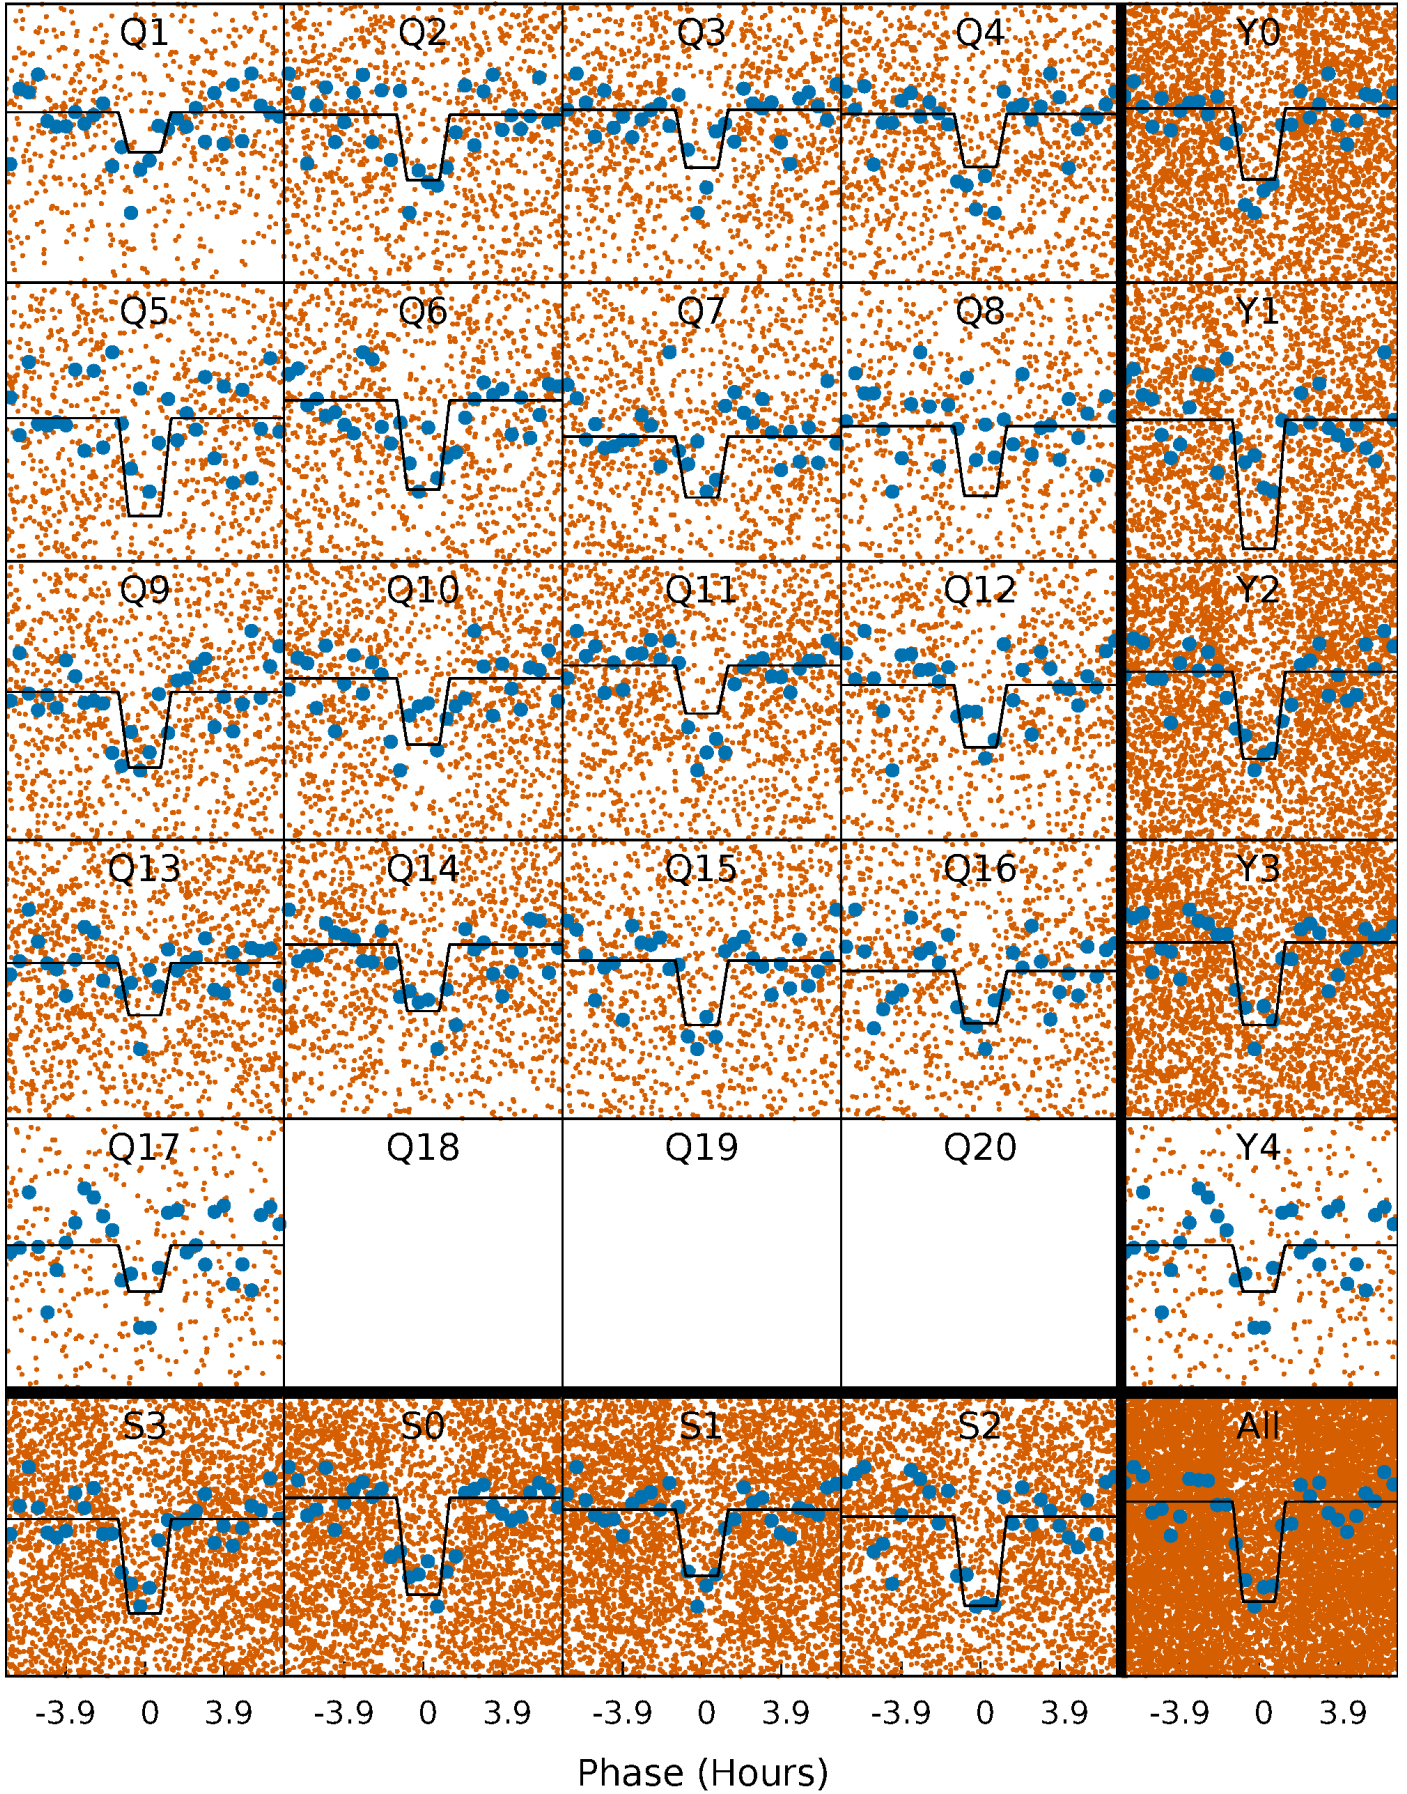 Q1 Q2 Q3 Q4 Y0
Q5 Q6 Q7 Q8 Y1
Q9 Q10 Q11 Q12 Y2
Q13 Q14 Q15 Q16 Y3
Q17 Q18 Q19 Q20 Y4
S3 S0 S1 S2 All
-3.9 0 3.9 -3.9 0 3.9 -3.9 0 3.9 -3.9 0 3.9 -3.9 0 3.9
Phase (Hours)